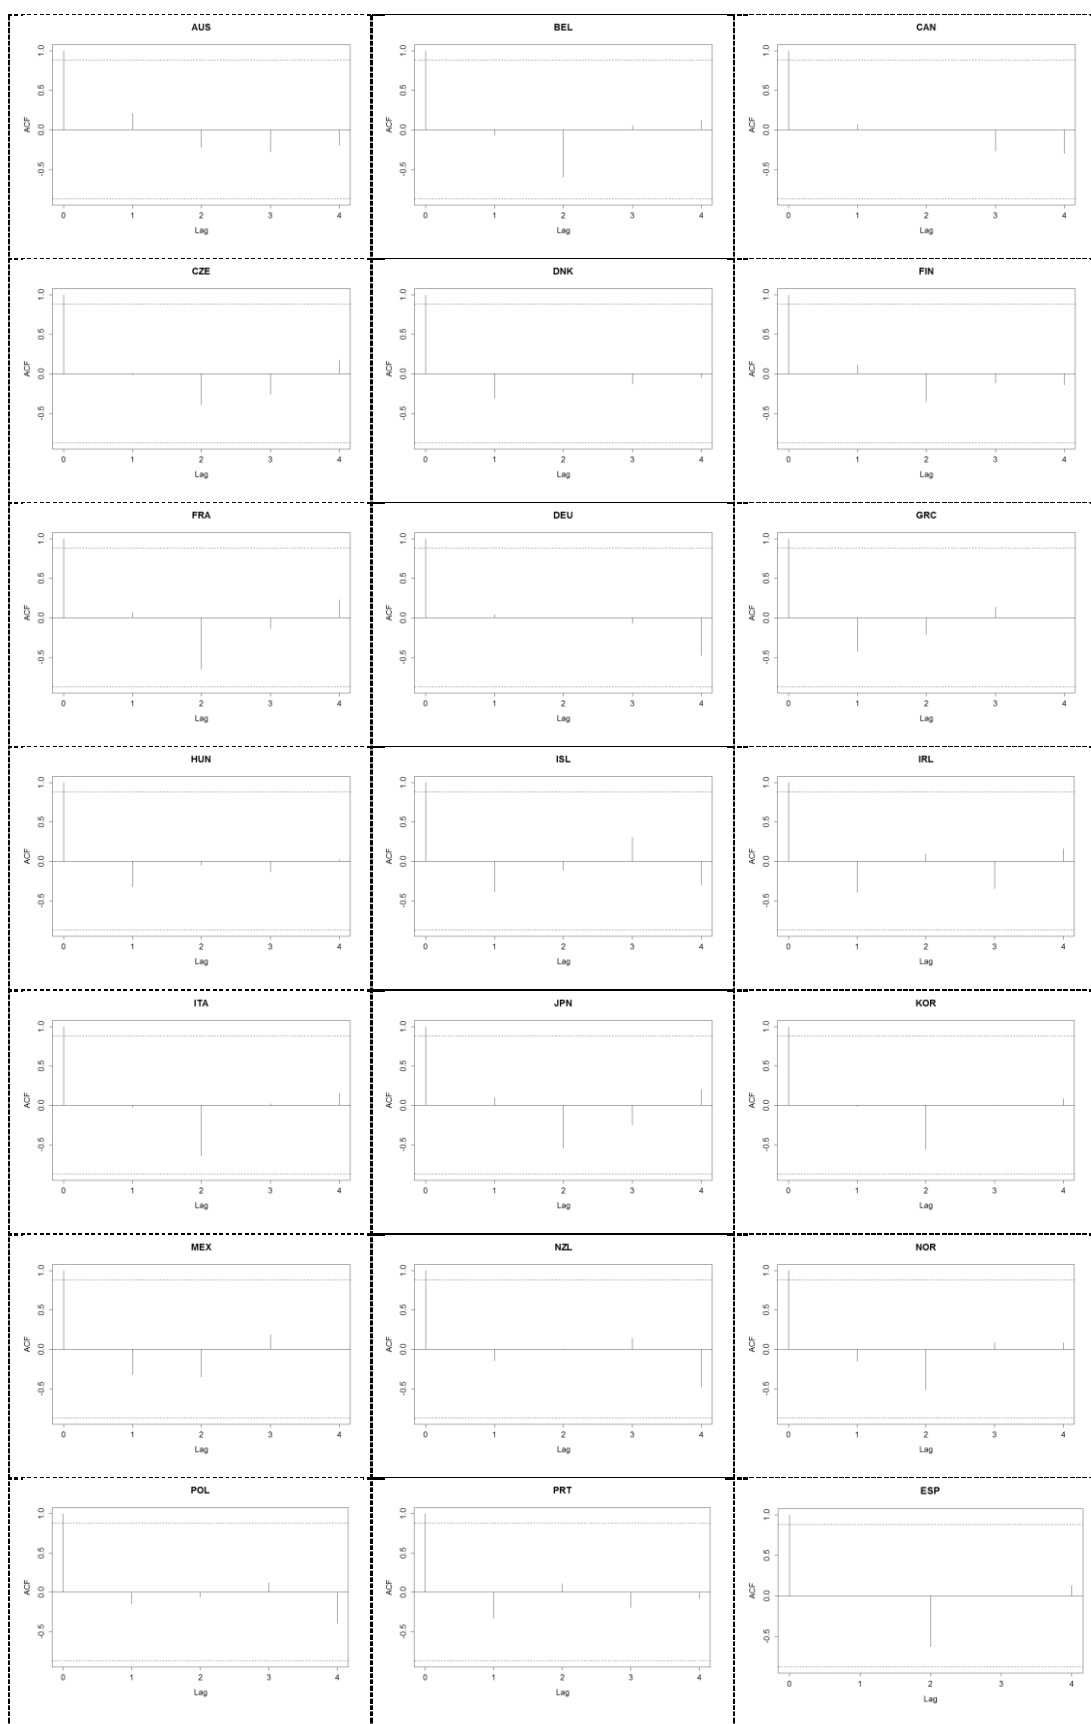 AUS BEL CAN
ACF 1.0 0.5 0.0 -0.5 ACF 1.0 0.5 0.0 -0.5 ACF 1.0 0.5 0.0 -0.5
0 1 2 3 4 0 1 2 3 4 0 1 2 3 4
Lag Lag Lag
CZE DNK FIN
ACF 1.0 0.5 0.0 -0.5 ACF 1.0 0.5 0.0 -0.5 ACF 1.0 0.5 0.0 -0.5
0 1 2 3 4 0 1 2 3 4 0 1 2 3 4
Lag Lag Lag
FRA DEU GRC
ACF 1.0 0.5 0.0 -0.5 ACF 1.0 0.5 0.0 -0.5 ACF 1.0 0.5 0.0 -0.5
0 1 2 3 4 0 1 2 3 4 0 1 2 3 4
Lag Lag Lag
HUN ISL IRL
ACF 1.0 0.5 0.0 -0.5 ACF 1.0 0.5 0.0 -0.5 ACF 1.0 0.5 0.0 -0.5
0 1 2 3 4 0 1 2 3 4 0 1 2 3 4
Lag Lag Lag
ITA JPN KOR
ACF 1.0 0.5 0.0 -0.5 ACF 1.0 0.5 0.0 -0.5 ACF 1.0 0.5 0.0 -0.5
0 1 2 3 4 0 1 2 3 4 0 1 2 3 4
Lag Lag Lag
MEX NZL NOR
ACF 1.0 0.5 0.0 -0.5 ACF 1.0 0.5 0.0 -0.5 ACF 1.0 0.5 0.0 -0.5
0 1 2 3 4 0 1 2 3 4 0 1 2 3 4
Lag Lag Lag
POL PRT ESP
ACF 1.0 0.5 0.0 -0.5 ACF 1.0 0.5 0.0 -0.5 ACF 1.0 0.5 0.0 -0.5
0 1 2 3 4 0 1 2 3 4 0 1 2 3 4
Lag Lag Lag